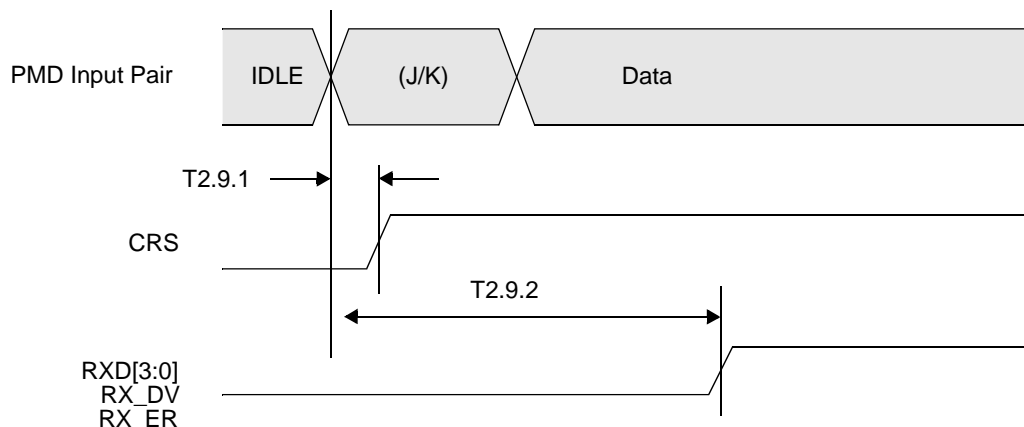 PMD Input Pair
IDLE
(J/K)
Data
T2.9.1
CRS
T2.9.2
RXD[3:0]
RX_DV
RX_ER